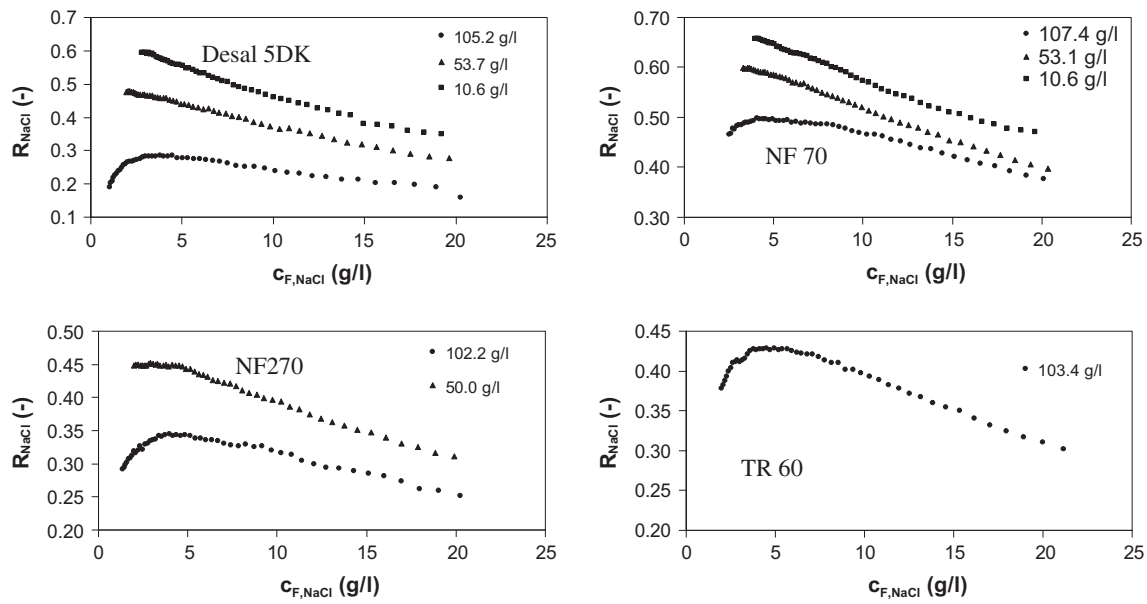 0.7
0.6
0.5
0.4
0.3
0.2
0.1
R_NaCl (-)
Desal 5DK
105.2 g/l
53.7 g/l
10.6 g/l
0 5 10 15 20 25
c_F,NaCl (g/l)
0.70
0.60
0.50
0.40
0.30
R_NaCl (-)
NF 70
107.4 g/l
53.1 g/l
10.6 g/l
0 5 10 15 20 25
c_F,NaCl (g/l)
0.50
0.45
0.40
0.35
0.30
0.25
0.20
R_NaCl (-)
NF270
102.2 g/l
50.0 g/l
0 5 10 15 20 25
c_F,NaCl (g/l)
0.45
0.40
0.35
0.30
0.25
0.20
R_NaCl (-)
TR 60
103.4 g/l
0 5 10 15 20 25
c_F,NaCl (g/l)